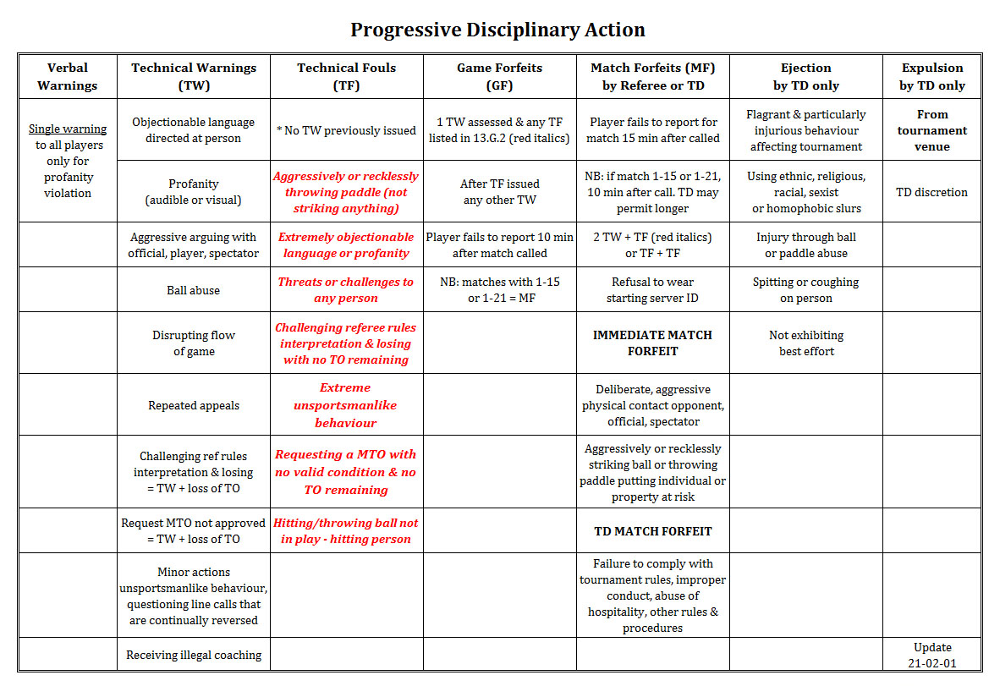 Progressive Disciplinary Action
Verbal
Warnings
Technical Warnings
(TW)
Technical Fouls
(TF)
Game Forfeits
(GF)
Match Forfeits (MF)
by Referee or TD
Ejection
by TD only
Expulsion
by TD only
Single warning
to all players
only for
profanity
violation
Objectionable language
directed at person
* No TW previously issued
1 TW assessed & any TF
listed in 13.G.2 (red italics)
Player fails to report for
match 15 min after called
Flagrant & particularly
injurious behaviour
affecting tournament
From
tournament
venue
Profanity
(audible or visual)
Aggressively or recklessly
throwing paddle (not
striking anything)
After TF issued
any other TW
NB: if match 1-15 or 1-21,
10 min after call. TD may
permit longer
Using ethnic, religious,
racial, sexist
or homophobic slurs
TD discretion
Aggressive arguing with
official, player, spectator
Extremely objectionable
language or profanity
Player fails to report 10 min
after match called
2 TW + TF (red italics)
or TF + TF
Injury through ball
or paddle abuse
Ball abuse
Threats or challenges to
any person
NB: matches with 1-15
or 1-21 = MF
Refusal to wear
starting server ID
Spitting or coughing
on person
Disrupting flow
of game
Challenging referee rules
interpretation & losing
with no TO remaining
IMMEDIATE MATCH
FORFEIT
Not exhibiting
best effort
Repeated appeals
Extreme
unsportsmanlike
behaviour
Deliberate, aggressive
physical contact opponent,
official, spectator
Challenging ref rules
interpretation & losing
= TW + loss of TO
Requesting a MTO with
no valid condition & no
TO remaining
Aggressively or recklessly
striking ball or throwing
paddle putting individual or
property at risk
Request MTO not approved
= TW + loss of TO
Hitting/throwing ball not
in play - hitting person
TD MATCH FORFEIT
Minor actions
unsportsmanlike behaviour,
questioning line calls that
are continually reversed
Failure to comply with
tournament rules, improper
conduct, abuse of
hospitality, other rules &
procedures
Receiving illegal coaching
Update
21-02-01